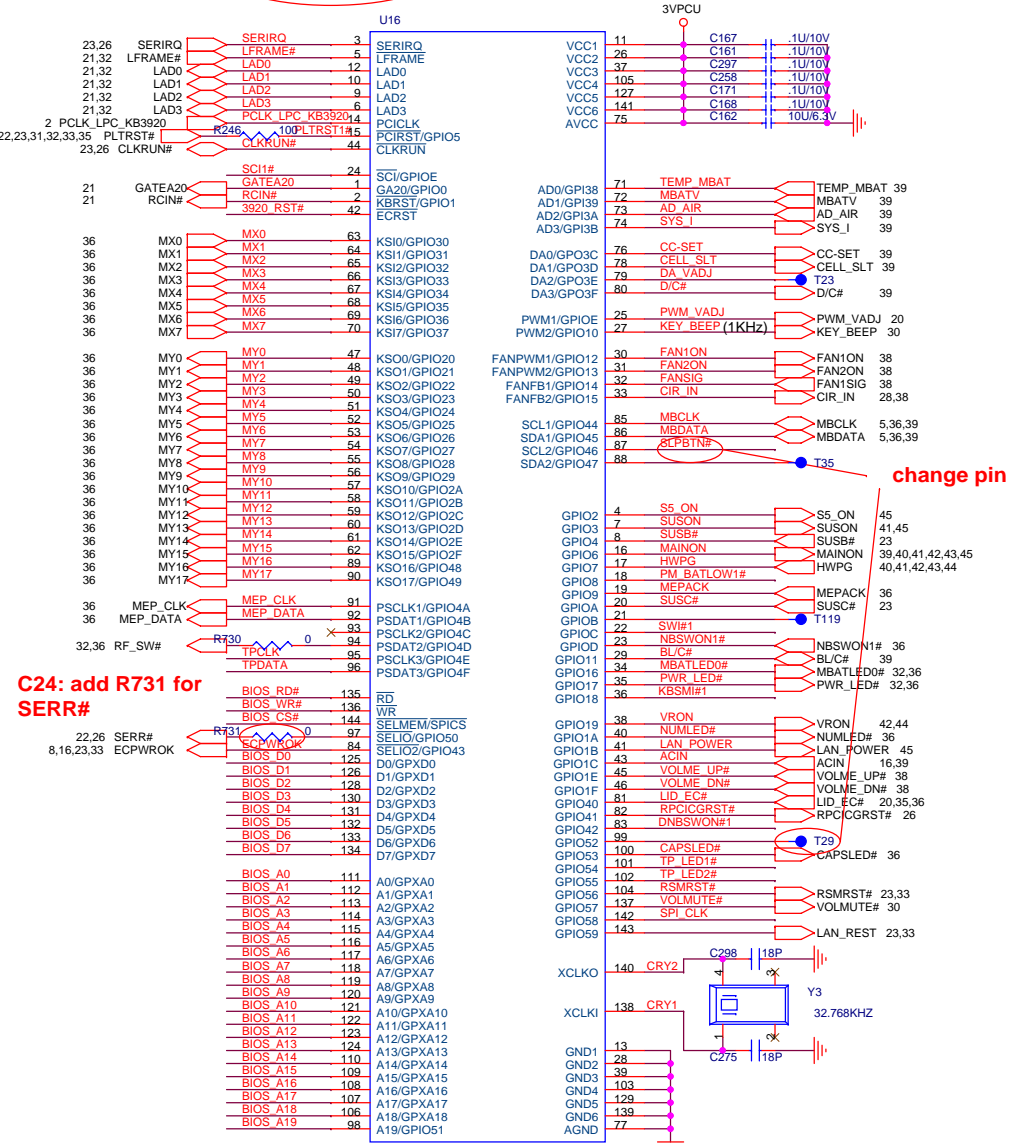 3VPCU
U16
23,26 SERIRQ SERIRQ 3 SERIRQ VCC1 11 C167 .1U/10V
21,32 LFRAME# LFRAME# 5 LFRAME VCC2 26 C161 .1U/10V
21,32 LAD0 LAD0 12 LAD0 VCC3 37 C297 .1U/10V
21,32 LAD1 LAD1 10 LAD1 VCC4 105 C258 .1U/10V
21,32 LAD2 LAD2 9 LAD2 VCC5 127 C171 .1U/10V
21,32 LAD3 LAD3 6 LAD3 VCC6 141 C168 .1U/10V
2 PCLK_LPC_KB3920 PCLK_LPC_KB3920 14 PCICLK AVCC 75 C162 10U/6.3V
22,23,31,32,33,35 PLTRST# R246 100 PLTRST1# 15 PCIRST/GPIO5
23,26 CLKRUN# CLKRUN# 44 CLKRUN
SCI1# 24 SCI/GPIOE
21 GATEA20 GATEA20 1 GA20/GPIO0 AD0/GPI38 71 TEMP_MBAT TEMP_MBAT 39
21 RCIN# RCIN# 2 KBRST/GPIO1 AD1/GPI39 72 MBATV MBATV 39
3920_RST# 42 ECRST AD2/GPI3A 73 AD_AIR AD_AIR 39
AD3/GPI3B 74 SYS_I SYS_I 39
36 MX0 MX0 63 KSI0/GPIO30
36 MX1 MX1 64 KSI1/GPIO31 DA0/GPO3C 76 CC-SET CC-SET 39
36 MX2 MX2 65 KSI2/GPIO32 DA1/GPO3D 78 CELL_SLT CELL_SLT 39
36 MX3 MX3 66 KSI3/GPIO33 DA2/GPO3E 79 DA_VADJ T23
36 MX4 MX4 67 KSI4/GPIO34 DA3/GPO3F 80 D/C# D/C# 39
36 MX5 MX5 68 KSI5/GPIO35
36 MX6 MX6 69 KSI6/GPIO36 PWM1/GPIOE 25 PWM_VADJ PWM_VADJ 20
36 MX7 MX7 70 KSI7/GPIO37 PWM2/GPIO10 27 KEY_BEEP (1KHz) KEY_BEEP 30
36 MY0 MY0 47 KSO0/GPIO20 FANPWM1/GPIO12 30 FAN1ON FAN1ON 38
36 MY1 MY1 48 KSO1/GPIO21 FANPWM2/GPIO13 31 FAN2ON FAN2ON 38
36 MY2 MY2 49 KSO2/GPIO22 FANFB1/GPIO14 32 FANSIG FAN1SIG 38
36 MY3 MY3 50 KSO3/GPIO23 FANFB2/GPIO15 33 CIR_IN CIR_IN 28,38
36 MY4 MY4 51 KSO4/GPIO24
36 MY5 MY5 52 KSO5/GPIO25 SCL1/GPIO44 85 MBCLK MBCLK 5,36,39
36 MY6 MY6 53 KSO6/GPIO26 SDA1/GPIO45 86 MBDATA MBDATA 5,36,39
36 MY7 MY7 54 KSO7/GPIO27 SCL2/GPIO46 87 SLPBTN#
36 MY8 MY8 55 KSO8/GPIO28 SDA2/GPIO47 88 T35
change pin
36 MY9 MY9 56 KSO9/GPIO29
36 MY10 MY10 57 KSO10/GPIO2A
36 MY11 MY11 58 KSO11/GPIO2B
36 MY12 MY12 59 KSO12/GPIO2C GPIO2 4 S5_ON S5_ON 45
36 MY13 MY13 60 KSO13/GPIO2D GPIO3 7 SUSON SUSON 41,45
36 MY14 MY14 61 KSO14/GPIO2E GPIO4 8 SUSB# SUSB# 23
36 MY15 MY15 62 KSO15/GPIO2F GPIO6 16 MAINON MAINON 39,40,41,42,43,45
36 MY16 MY16 89 KSO16/GPIO48 GPIO7 17 HWPG HWPG 40,41,42,43,44
36 MY17 MY17 90 KSO17/GPIO49 GPIO8 18 PM_BATLOW1#
GPIO9 19 MEPACK MEPACK 36
36 MEP_CLK MEP_CLK 91 PSCLK1/GPIO4A GPIOA 20 SUSC# SUSC# 23
36 MEP_DATA MEP_DATA 92 PSDAT1/GPIO4B GPIOB 21 T119
93 PSCLK2/GPIO4C GPIOC 22 SWI#1
32,36 RF_SW# R730 0 94 PSDAT2/GPIO4D GPIOD 23 NBSWON1# NBSWON1# 36
TPCLK 95 PSCLK3/GPIO4E GPIO11 29 BL/C# BL/C# 39
TPDATA 96 PSDAT3/GPIO4F GPIO16 34 MBATLED0# MBATLED0# 32,36
GPIO17 35 PWR_LED# PWR_LED# 32,36
C24: add R731 for
SERR#
BIOS_RD# 135 RD GPIO18 36 KBSMI#1
BIOS_WR# 136 WR
BIOS_CS# 144 SELMEM/SPICS GPIO19 38 VRON VRON 42,44
22,26 SERR# R731 0 97 SELIO/GPIO50 GPIO1A 40 NUMLED# NUMLED# 36
8,16,23,33 ECPWROK ECPWROK 84 SELIO2/GPIO43 GPIO1B 41 LAN_POWER LAN_POWER 45
BIOS_D0 125 D0/GPXD0 GPIO1C 43 ACIN ACIN 16,39
BIOS_D1 126 D1/GPXD1 GPIO1E 45 VOLME_UP# VOLME_UP# 38
BIOS_D2 128 D2/GPXD2 GPIO1F 46 VOLME_DN# VOLME_DN# 38
BIOS_D3 130 D3/GPXD3 GPIO40 81 LID_EC# LID_EC# 20,35,36
BIOS_D4 131 D4/GPXD4 GPIO41 82 RPCICGRST# RPCICGRST# 26
BIOS_D5 132 D5/GPXD5 GPIO42 83 DNBSWON#1
BIOS_D6 133 D6/GPXD6 GPIO52 99 T29
BIOS_D7 134 D7/GPXD7 GPIO53 100 CAPSLED# CAPSLED# 36
GPIO54 101 TP_LED1#
BIOS_A0 111 A0/GPXA0 GPIO55 102 TP_LED2#
BIOS_A1 112 A1/GPXA1 GPIO56 104 RSMRST# RSMRST# 23,33
BIOS_A2 113 A2/GPXA2 GPIO57 137 VOLMUTE# VOLMUTE# 30
BIOS_A3 114 A3/GPXA3 GPIO58 142 SPI_CLK
BIOS_A4 115 A4/GPXA4 GPIO59 143 LAN_REST 23,33
BIOS_A5 116 A5/GPXA5
BIOS_A6 117 A6/GPXA6 C298 18P
BIOS_A7 118 A7/GPXA7 XCLKO 140 CRY2 4 3
BIOS_A8 119 A8/GPXA8
BIOS_A9 120 A9/GPXA9 Y3
BIOS_A10 121 A10/GPXA10 XCLKI 138 CRY1 32.768KHZ
BIOS_A11 122 A11/GPXA11
BIOS_A12 123 A12/GPXA12 1 2
BIOS_A13 124 A13/GPXA13 GND1 13 C275 18P
BIOS_A14 110 A14/GPXA14 GND2 28
BIOS_A15 109 A15/GPXA15 GND3 39
BIOS_A16 108 A16/GPXA16 GND4 103
BIOS_A17 107 A17/GPXA17 GND5 129
BIOS_A18 106 A18/GPXA18 GND6 139
BIOS_A19 98 A19/GPIO51 AGND 77